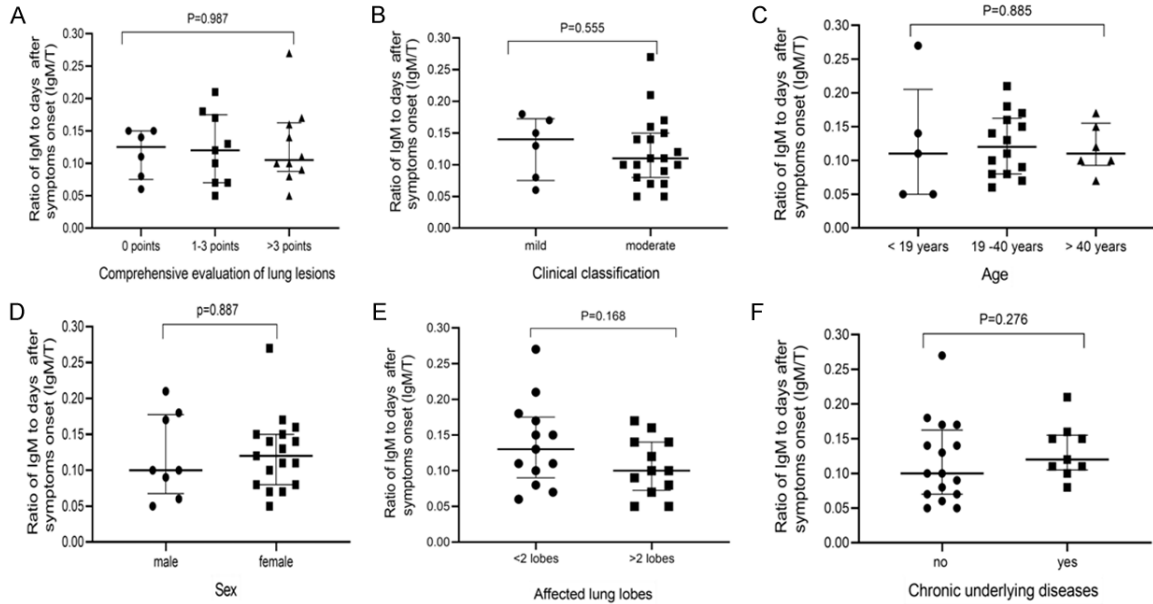 A
P=0.987
Ratio of IgM to days after
symptoms onset (IgM/T)
0.30
0.25
0.20
0.15
0.10
0.05
0.00
0 points 1-3 points >3 points
Comprehensive evaluation of lung lesions
B
P=0.555
Ratio of IgM to days after
symptoms onset (IgM/T)
0.30
0.25
0.20
0.15
0.10
0.05
0.00
mild moderate
Clinical classification
C
P=0.885
Ratio of IgM to days after
symptoms onset (IgM/T)
0.30
0.25
0.20
0.15
0.10
0.05
0.00
< 19 years 19 -40 years > 40 years
Age
D
p=0.887
Ratio of IgM to days after
symptoms onset (IgM/T)
0.30
0.25
0.20
0.15
0.10
0.05
0.00
male female
Sex
E
P=0.168
Ratio of IgM to days after
symptoms onset (IgM/T)
0.30
0.25
0.20
0.15
0.10
0.05
0.00
<2 lobes >2 lobes
Affected lung lobes
F
P=0.276
Ratio of IgM to days after
symptoms onset (IgM/T)
0.30
0.25
0.20
0.15
0.10
0.05
0.00
no yes
Chronic underlying diseases